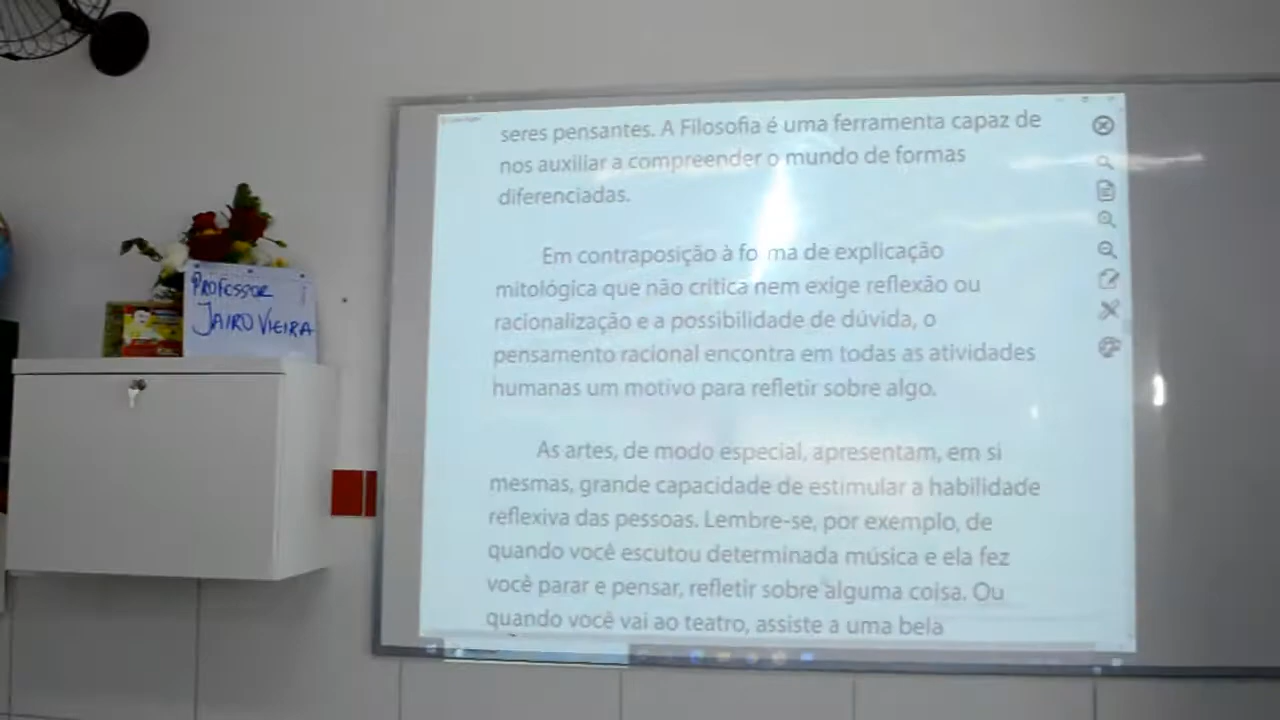 PROFESSOR
JAIRO VIEIRA
seres pensantes. A Filosofia é uma ferramenta capaz de
nos auxiliar a compreender o mundo de formas
diferenciadas.
Em contraposição à fo ma de explicação
mitológica que não critica nem exige reflexão ou
racionalização e a possibilidade de dúvida, o
pensamento racional encontra em todas as atividades
humanas um motivo para refletir sobre algo.
As artes, de modo especial, apresentam, em si
mesmas, grande capacidade de estimular a habilidade
reflexiva das pessoas. Lembre-se, por exemplo, de
quando você escutou determinada música e ela fez
você parar e pensar, refletir sobre alguma coisa. Ou
quando você vai ao teatro, assiste a uma bela